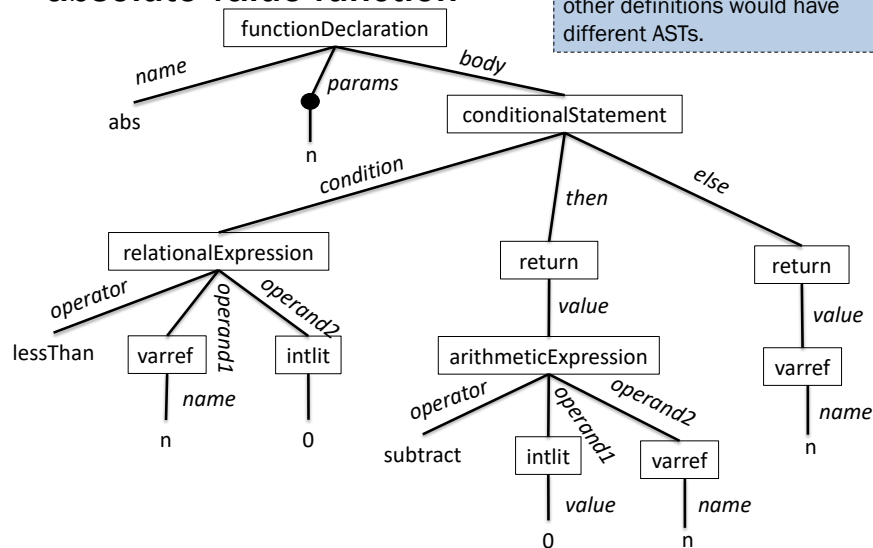 absolute value function
other definitions would have
different ASTs.
functionDeclaration
name
params
body
abs
n
conditionalStatement
condition
then
else
relationalExpression
return
return
operator
operand1
operand2
value
value
lessThan
varref
intlit
arithmeticExpression
varref
name
operator
operand1
operand2
name
n
0
subtract
intlit
varref
n
value
name
0
n